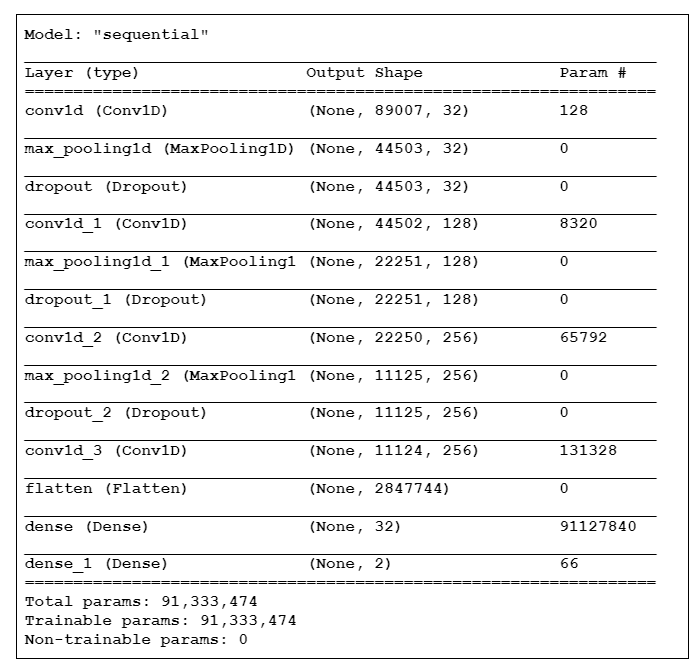 Model: "sequential"
Layer (type) Output Shape Param #
=================================================================
conv1d (Conv1D) (None, 89007, 32) 128
max_pooling1d (MaxPooling1D) (None, 44503, 32) 0
dropout (Dropout) (None, 44503, 32) 0
conv1d_1 (Conv1D) (None, 44502, 128) 8320
max_pooling1d_1 (MaxPooling1 (None, 22251, 128) 0
dropout_1 (Dropout) (None, 22251, 128) 0
conv1d_2 (Conv1D) (None, 22250, 256) 65792
max_pooling1d_2 (MaxPooling1 (None, 11125, 256) 0
dropout_2 (Dropout) (None, 11125, 256) 0
conv1d_3 (Conv1D) (None, 11124, 256) 131328
flatten (Flatten) (None, 2847744) 0
dense (Dense) (None, 32) 91127840
dense_1 (Dense) (None, 2) 66
=================================================================
Total params: 91,333,474
Trainable params: 91,333,474
Non-trainable params: 0